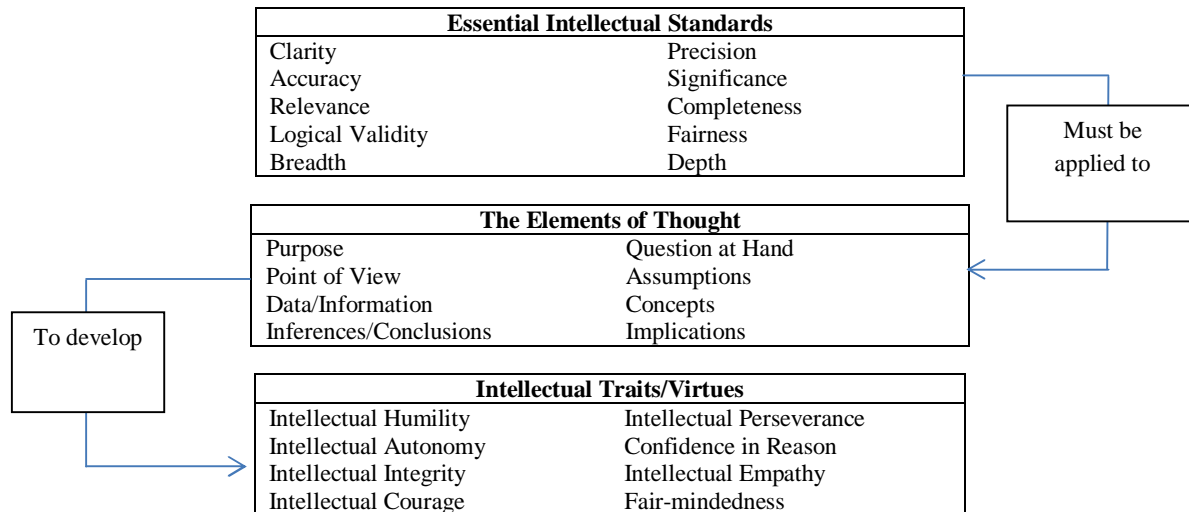 Essential Intellectual Standards
Clarity Precision
Accuracy Significance
Relevance Completeness
Logical Validity Fairness
Breadth Depth
Must be
applied to
The Elements of Thought
Purpose Question at Hand
Point of View Assumptions
Data/Information Concepts
Inferences/Conclusions Implications
To develop
Intellectual Traits/Virtues
Intellectual Humility Intellectual Perseverance
Intellectual Autonomy Confidence in Reason
Intellectual Integrity Intellectual Empathy
Intellectual Courage Fair-mindedness